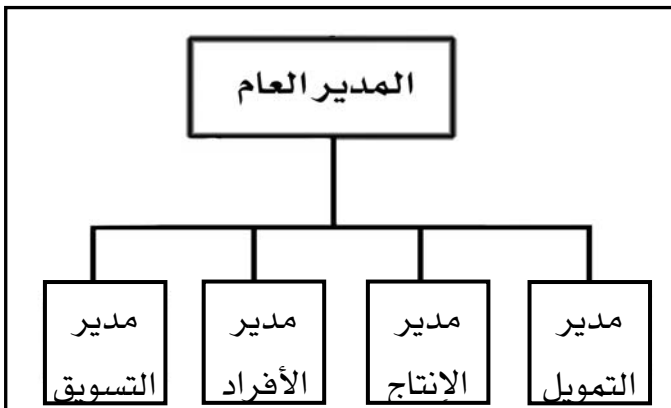 المدير العام
مدير التمويل
مدير الإنتاج
مدير الأفراد
مدير التسويق